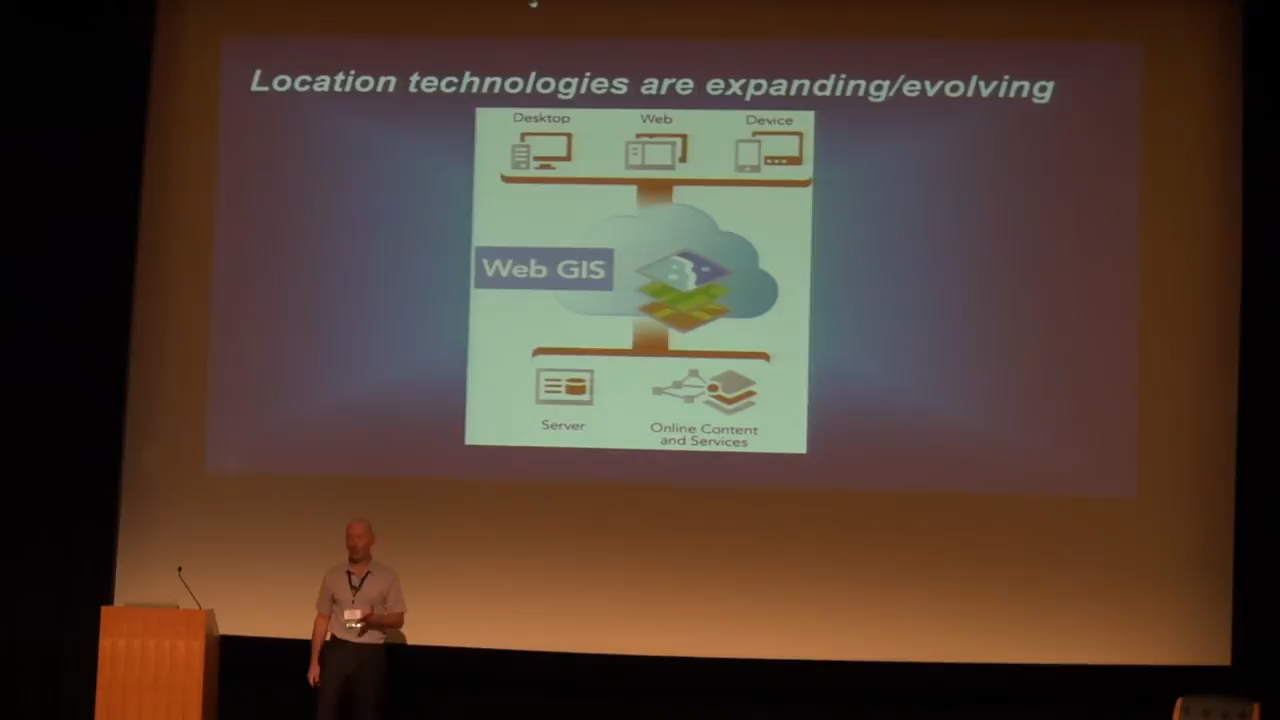 Location technologies are expanding/evolving
Desktop Web Device
Web GIS
Server
Online Content
and Services